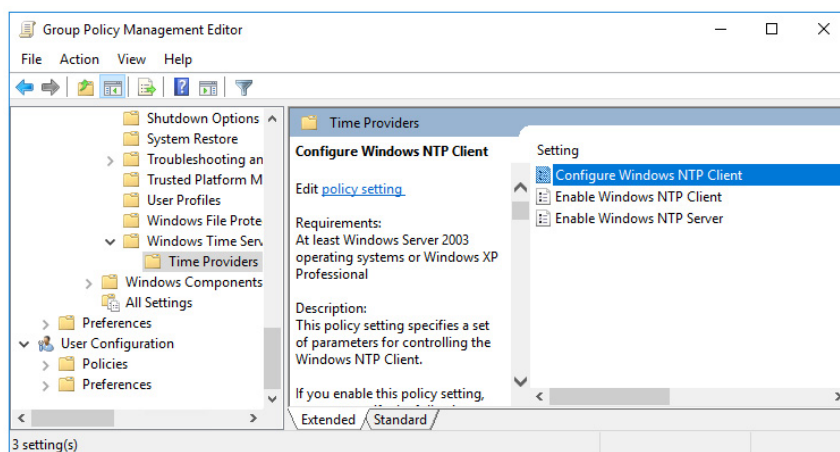 Group Policy Management Editor
File Action View Help
Shutdown Options
System Restore
Troubleshooting an
Trusted Platform M
User Profiles
Windows File Prote
Windows Time Serv
Time Providers
Windows Components
All Settings
Preferences
User Configuration
Policies
Preferences
Time Providers
Configure Windows NTP Client
Edit policy setting
Requirements:
At least Windows Server 2003
operating systems or Windows XP
Professional
Description:
This policy setting specifies a set
of parameters for controlling the
Windows NTP Client.
If you enable this policy setting,
Setting
Configure Windows NTP Client
Enable Windows NTP Client
Enable Windows NTP Server
Extended Standard
3 setting(s)